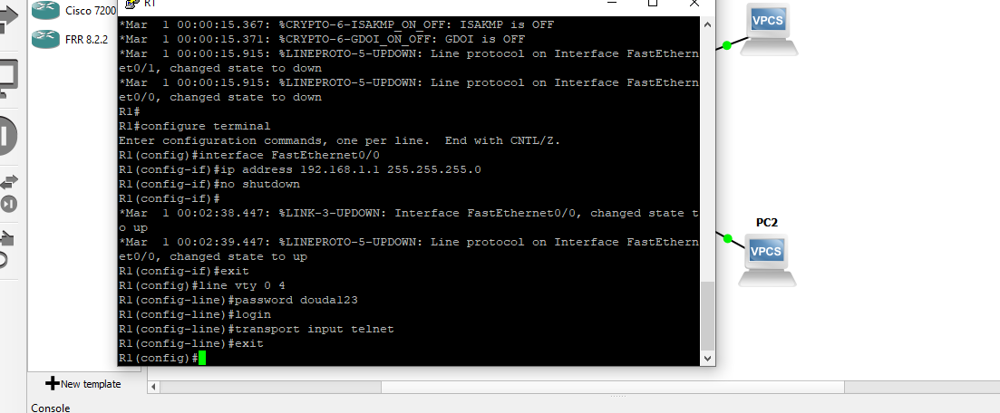 Cisco 7200
FRR 8.2.2
R1
*Mar  1 00:00:15.367: %CRYPTO-6-ISAKMP_ON_OFF: ISAKMP is OFF
*Mar  1 00:00:15.371: %CRYPTO-6-GDOI_ON_OFF: GDOI is OFF
*Mar  1 00:00:15.915: %LINEPROTO-5-UPDOWN: Line protocol on Interface FastEthern
et0/1, changed state to down
*Mar  1 00:00:15.915: %LINEPROTO-5-UPDOWN: Line protocol on Interface FastEthern
et0/0, changed state to down
R1#
R1#configure terminal
Enter configuration commands, one per line.  End with CNTL/Z.
R1(config)#interface FastEthernet0/0
R1(config-if)#ip address 192.168.1.1 255.255.255.0
R1(config-if)#no shutdown
R1(config-if)#
*Mar  1 00:02:38.447: %LINK-3-UPDOWN: Interface FastEthernet0/0, changed state t
o up
*Mar  1 00:02:39.447: %LINEPROTO-5-UPDOWN: Line protocol on Interface FastEthern
et0/0, changed state to up
R1(config-if)#exit
R1(config)#line vty 0 4
R1(config-line)#password douda123
R1(config-line)#login
R1(config-line)#transport input telnet
R1(config-line)#exit
R1(config)#
VPCS
PC2
VPCS
New template
Console